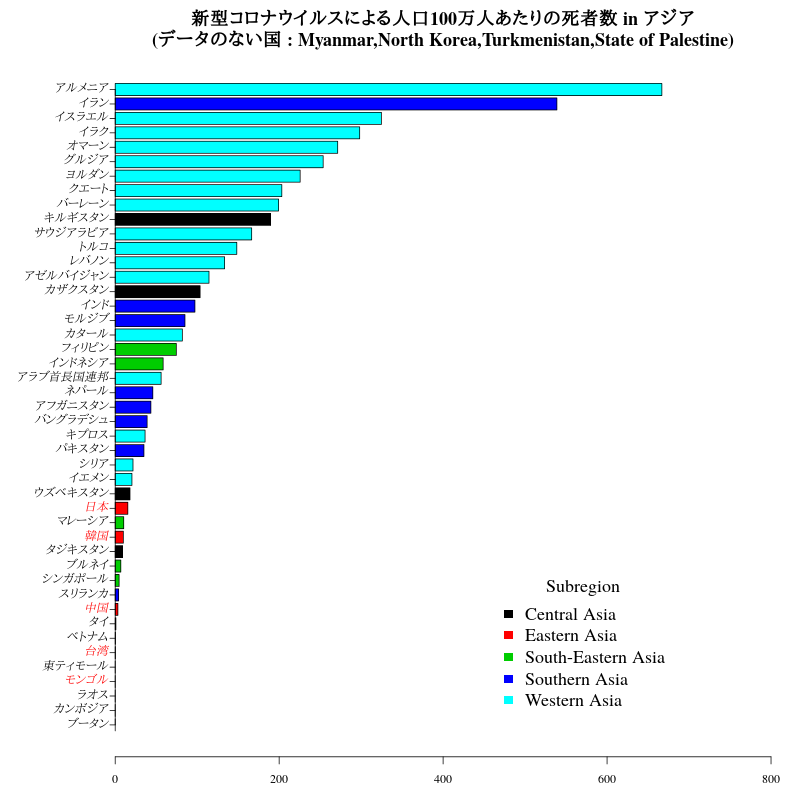 新型コロナウイルスによる人口100万人あたりの死者数 in アジア
(データのない国 : Myanmar,North Korea,Turkmenistan,State of Palestine)
アルメニア
イラン
イスラエル
イラク
オマーン
グルジア
ヨルダン
クエート
バーレーン
キルギスタン
サウジアラビア
トルコ
レバノン
アゼルバイジャン
カザクスタン
インド
モルジブ
カタール
フィリピン
インドネシア
アラブ首長国連邦
ネパール
アフガニスタン
バングラデシュ
キプロス
パキスタン
シリア
イエメン
ウズベキスタン
日本
マレーシア
韓国
タジキスタン
ブルネイ
シンガポール
スリランカ
中国
タイ
ベトナム
台湾
東ティモール
モンゴル
ラオス
カンボジア
ブータン
Subregion
Central Asia
Eastern Asia
South-Eastern Asia
Southern Asia
Western Asia
0 200 400 600 800